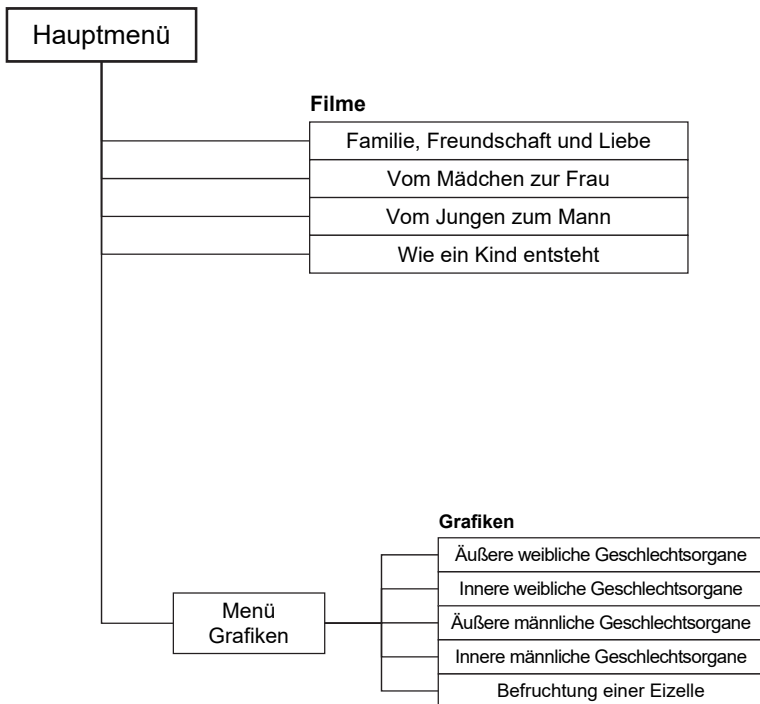 Hauptmenü
Filme
Familie, Freundschaft und Liebe
Vom Mädchen zur Frau
Vom Jungen zum Mann
Wie ein Kind entsteht
Grafiken
Äußere weibliche Geschlechtsorgane
Innere weibliche Geschlechtsorgane
Menü
Grafiken
Äußere männliche Geschlechtsorgane
Innere männliche Geschlechtsorgane
Befruchtung einer Eizelle